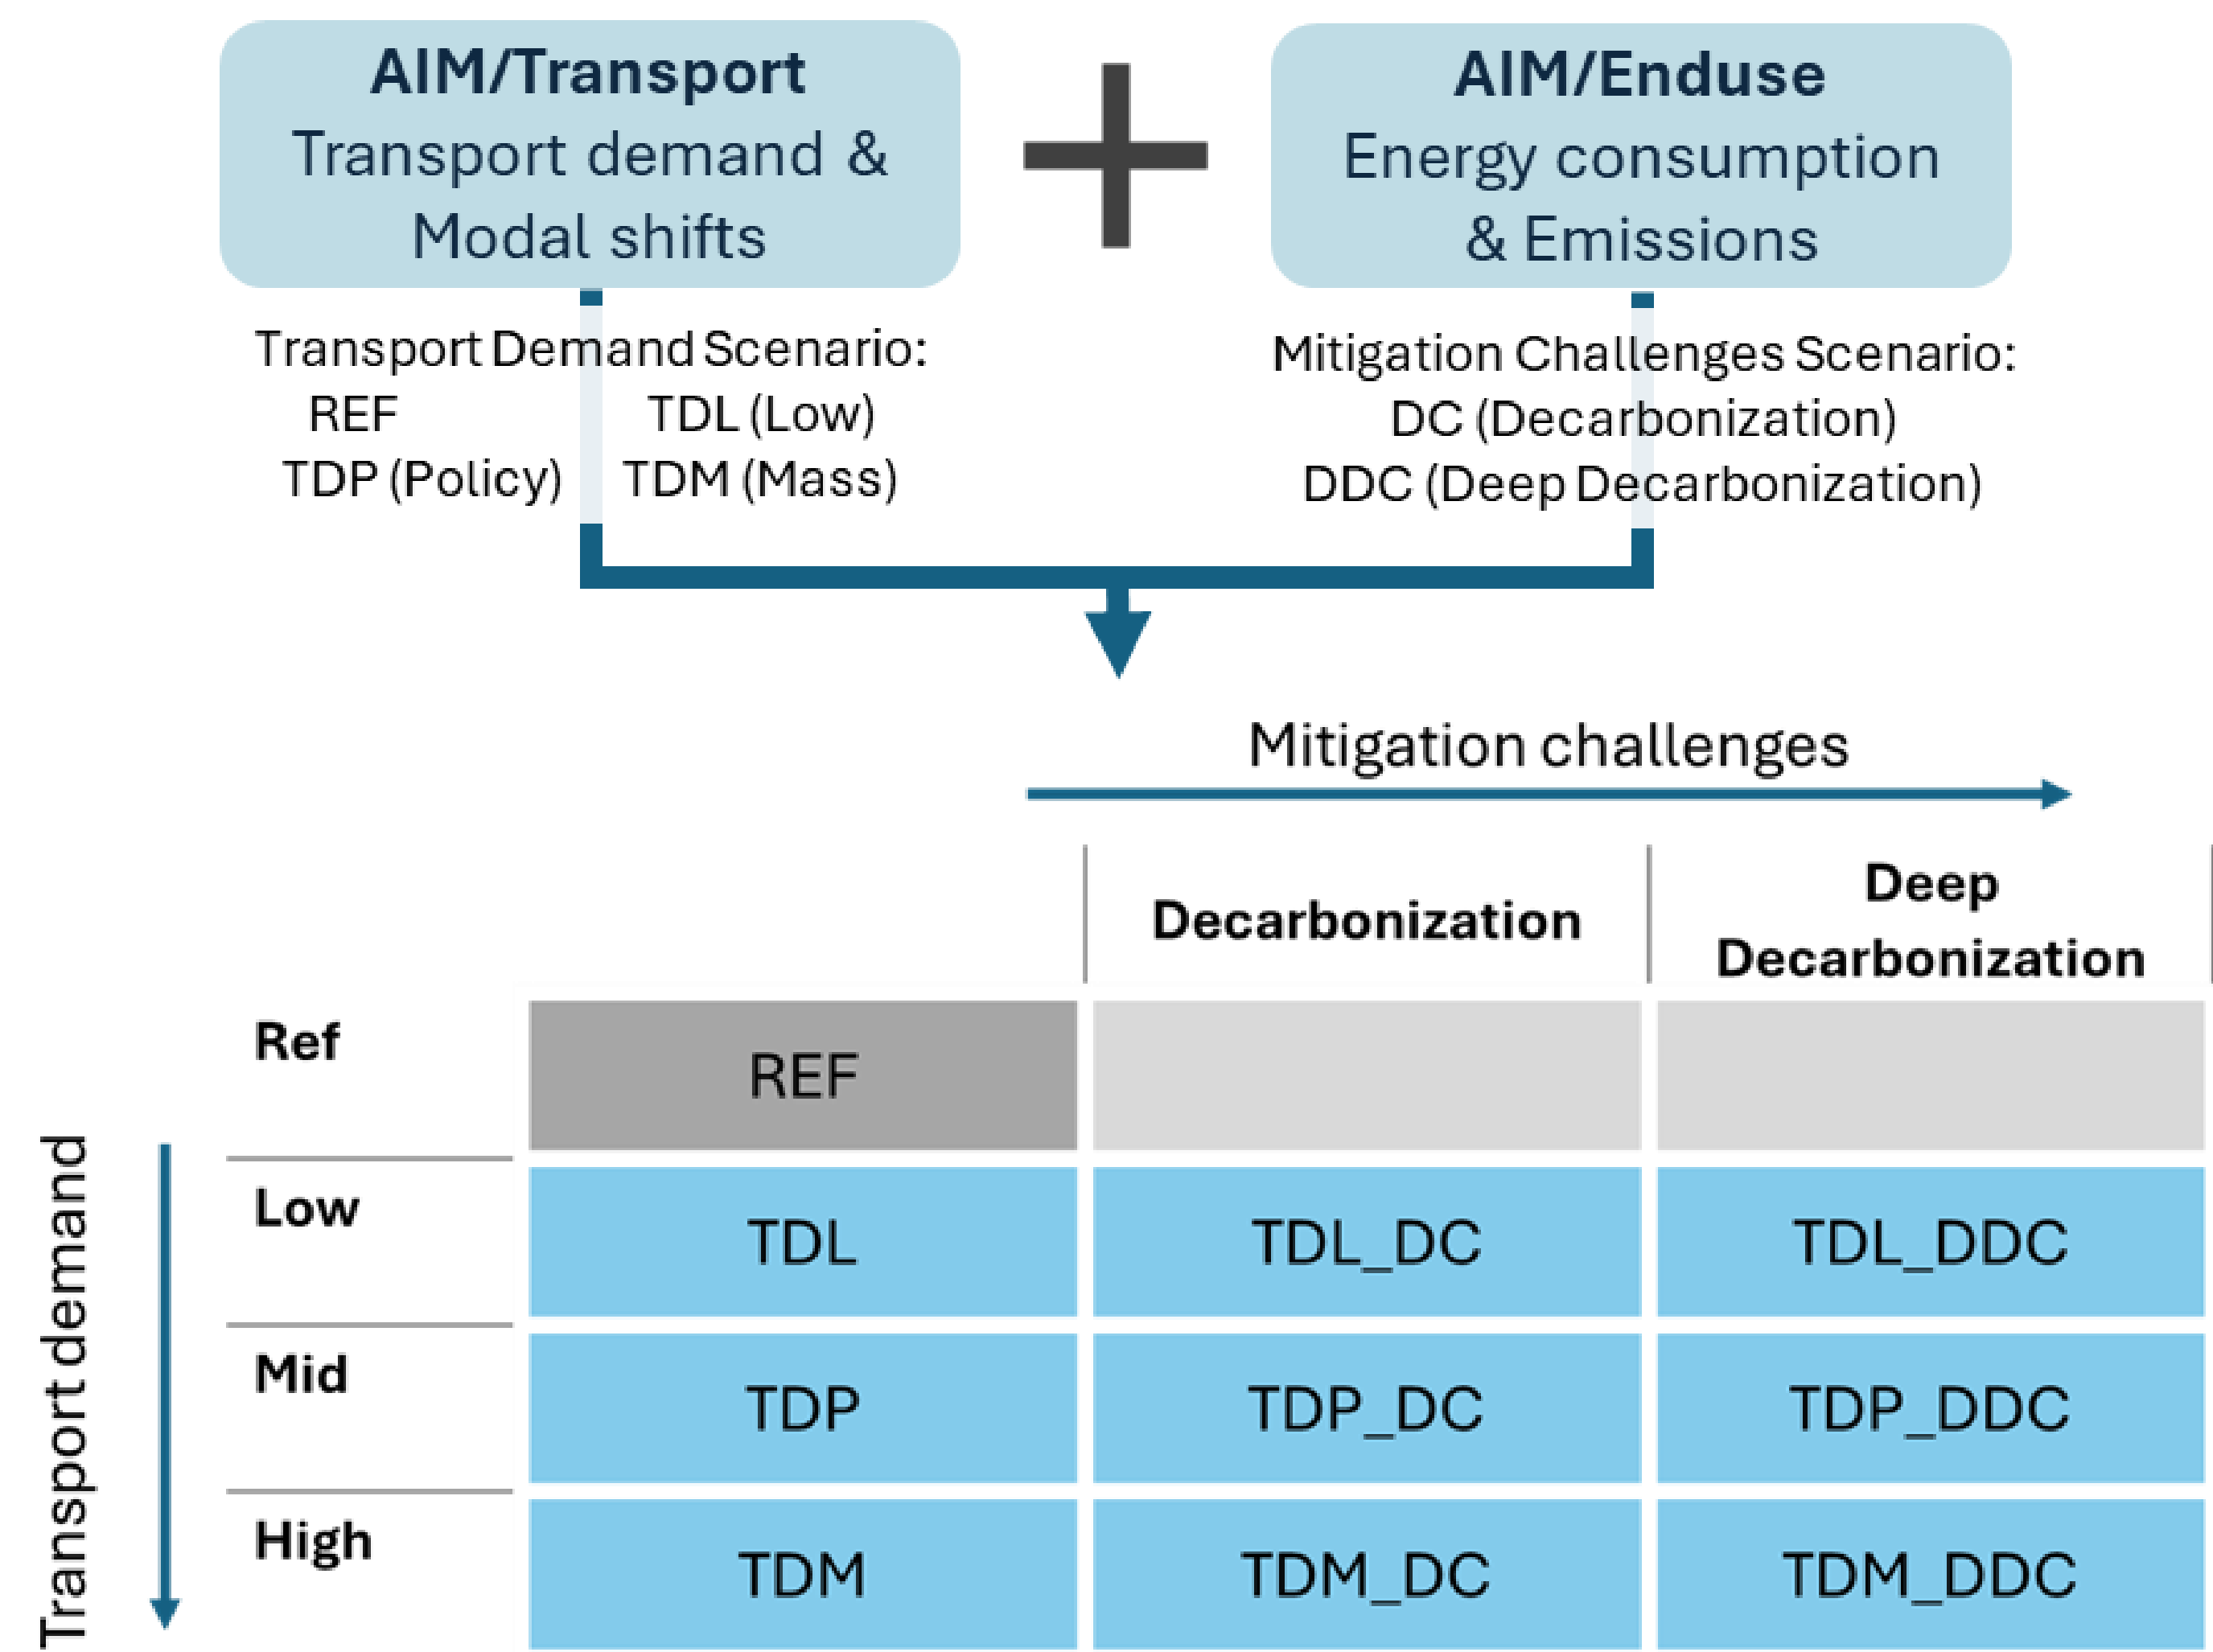 AIM/Transport
Transport demand &
Modal shifts
AIM/Enduse
Energy consumption
& Emissions
Transport Demand Scenario:
REF TDL (Low)
TDP (Policy) TDM (Mass)
Mitigation Challenges Scenario:
DC (Decarbonization)
DDC (Deep Decarbonization)
Mitigation challenges
Decarbonization
Deep
Decarbonization
Transport demand
Ref
REF
Low
TDL
TDL_DC
TDL_DDC
Mid
TDP
TDP_DC
TDP_DDC
High
TDM
TDM_DC
TDM_DDC